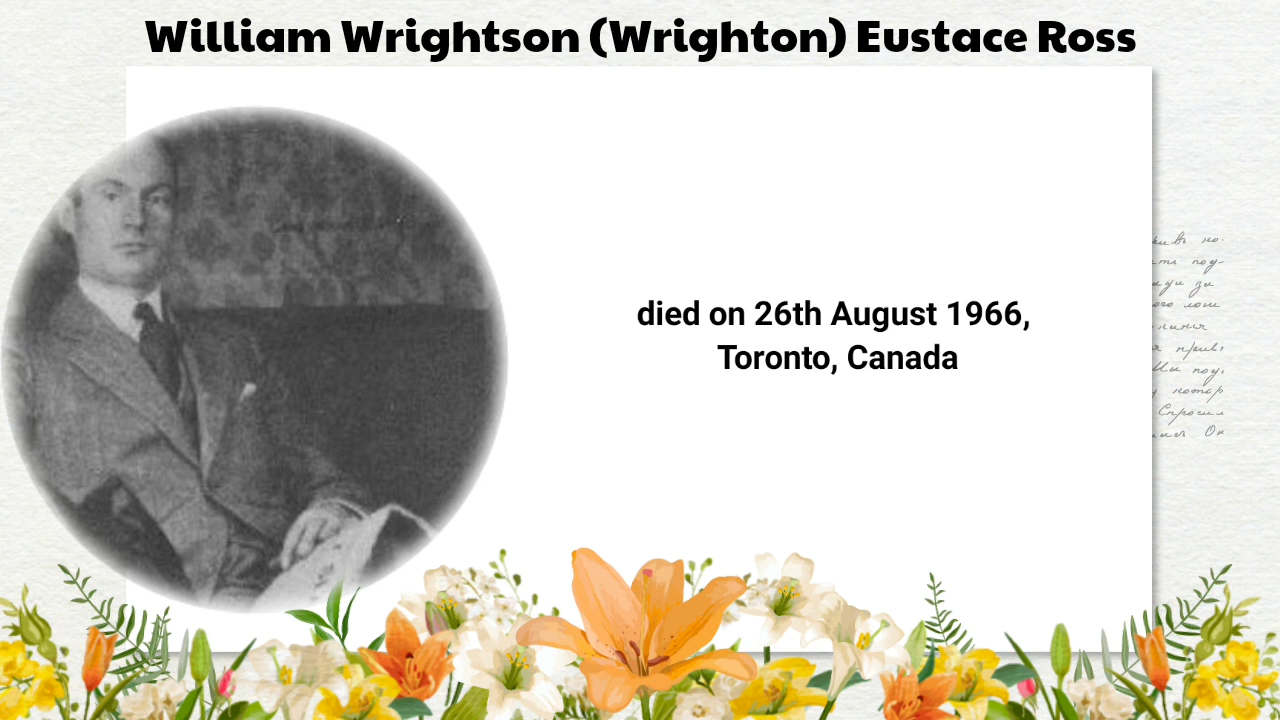 William Wrightson (Wrighton) Eustace Ross
died on 26th August 1966,
Toronto, Canada